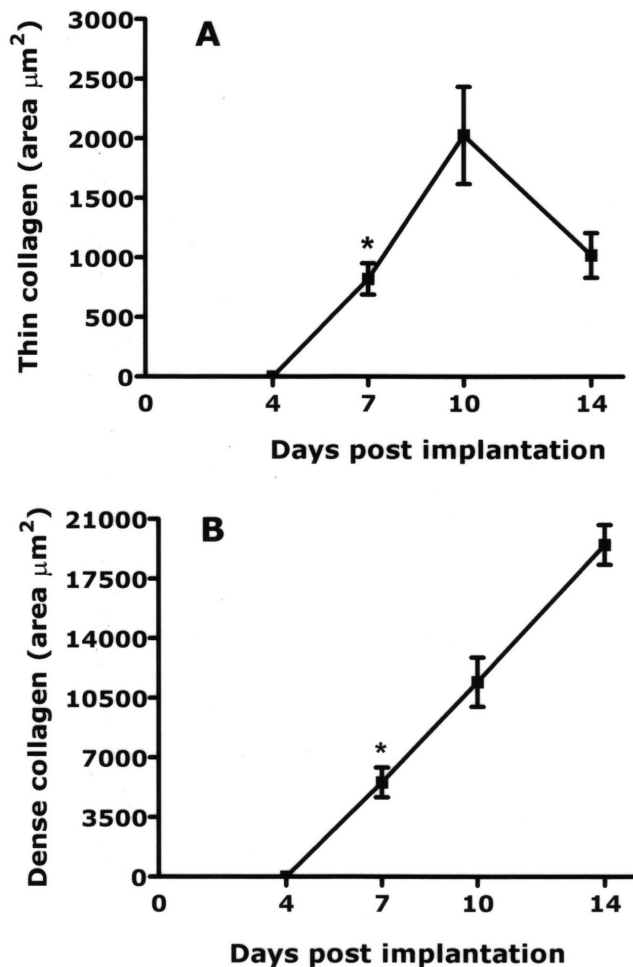 A
3000
2500
2000
1500
1000
500
0
*
0 4 7 10 14
Thin collagen (area μm²)
Days post implantation
B
21000
17500
14000
10500
7000
3500
0
*
0 4 7 10 14
Dense collagen (area μm²)
Days post implantation